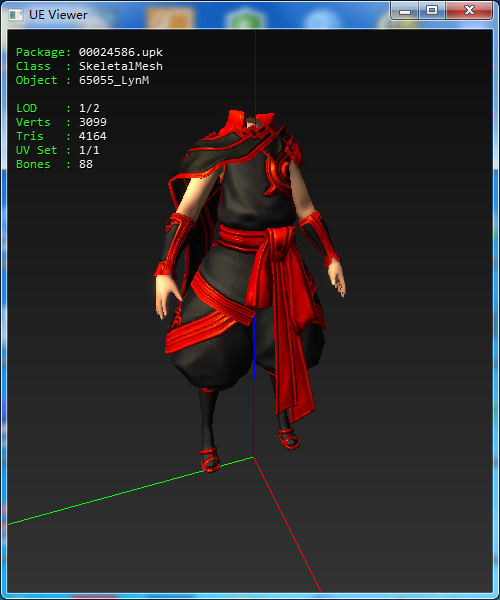 UE Viewer
Package: 00024586.upk
Class : SkeletalMesh
Object : 65055_LynM
LOD : 1/2
Verts : 3099
Tris : 4164
UV Set : 1/1
Bones : 88